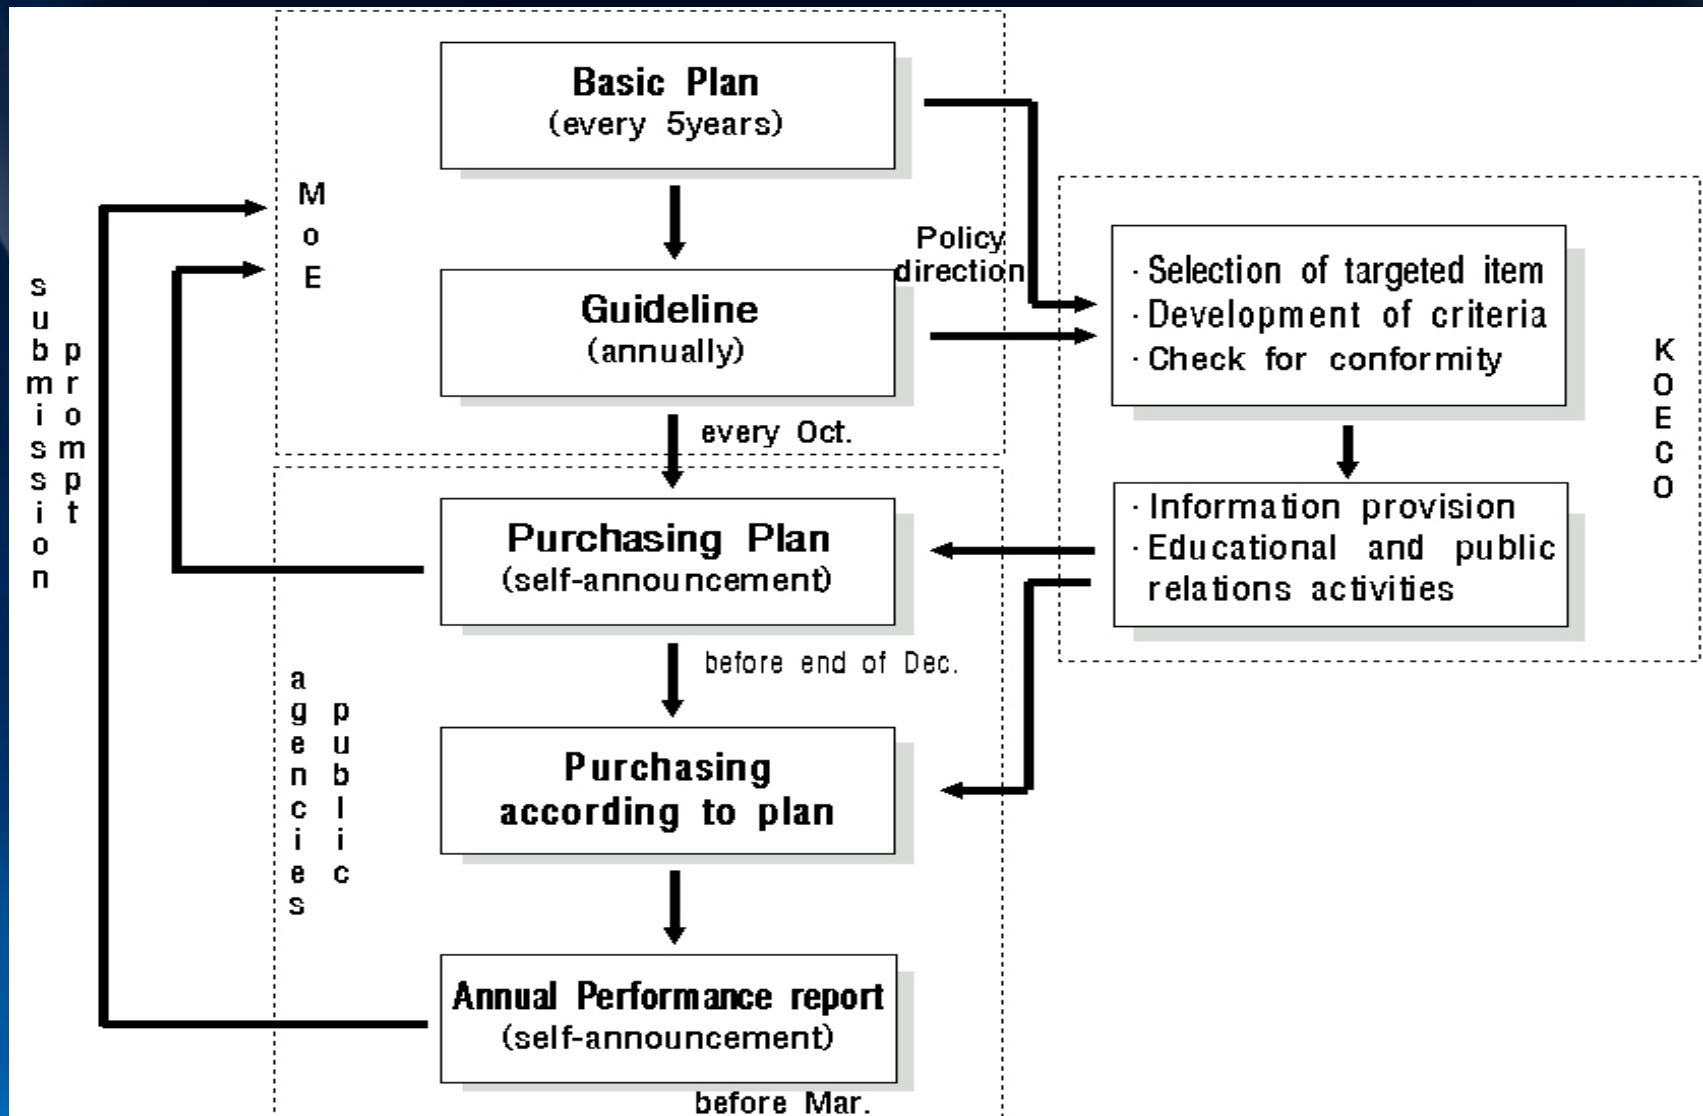 Basic Plan
(every 5years)
MoE
Policy
direction
Guideline
(annually)
every Oct.
· Selection of targeted item
· Development of criteria
· Check for conformity
KOECO
· Information provision
· Educational and public
relations activities
submission
prompt
Purchasing Plan
(self-announcement)
before end of Dec.
agencies
public
Purchasing
according to plan
Annual Performance report
(self-announcement)
before Mar.